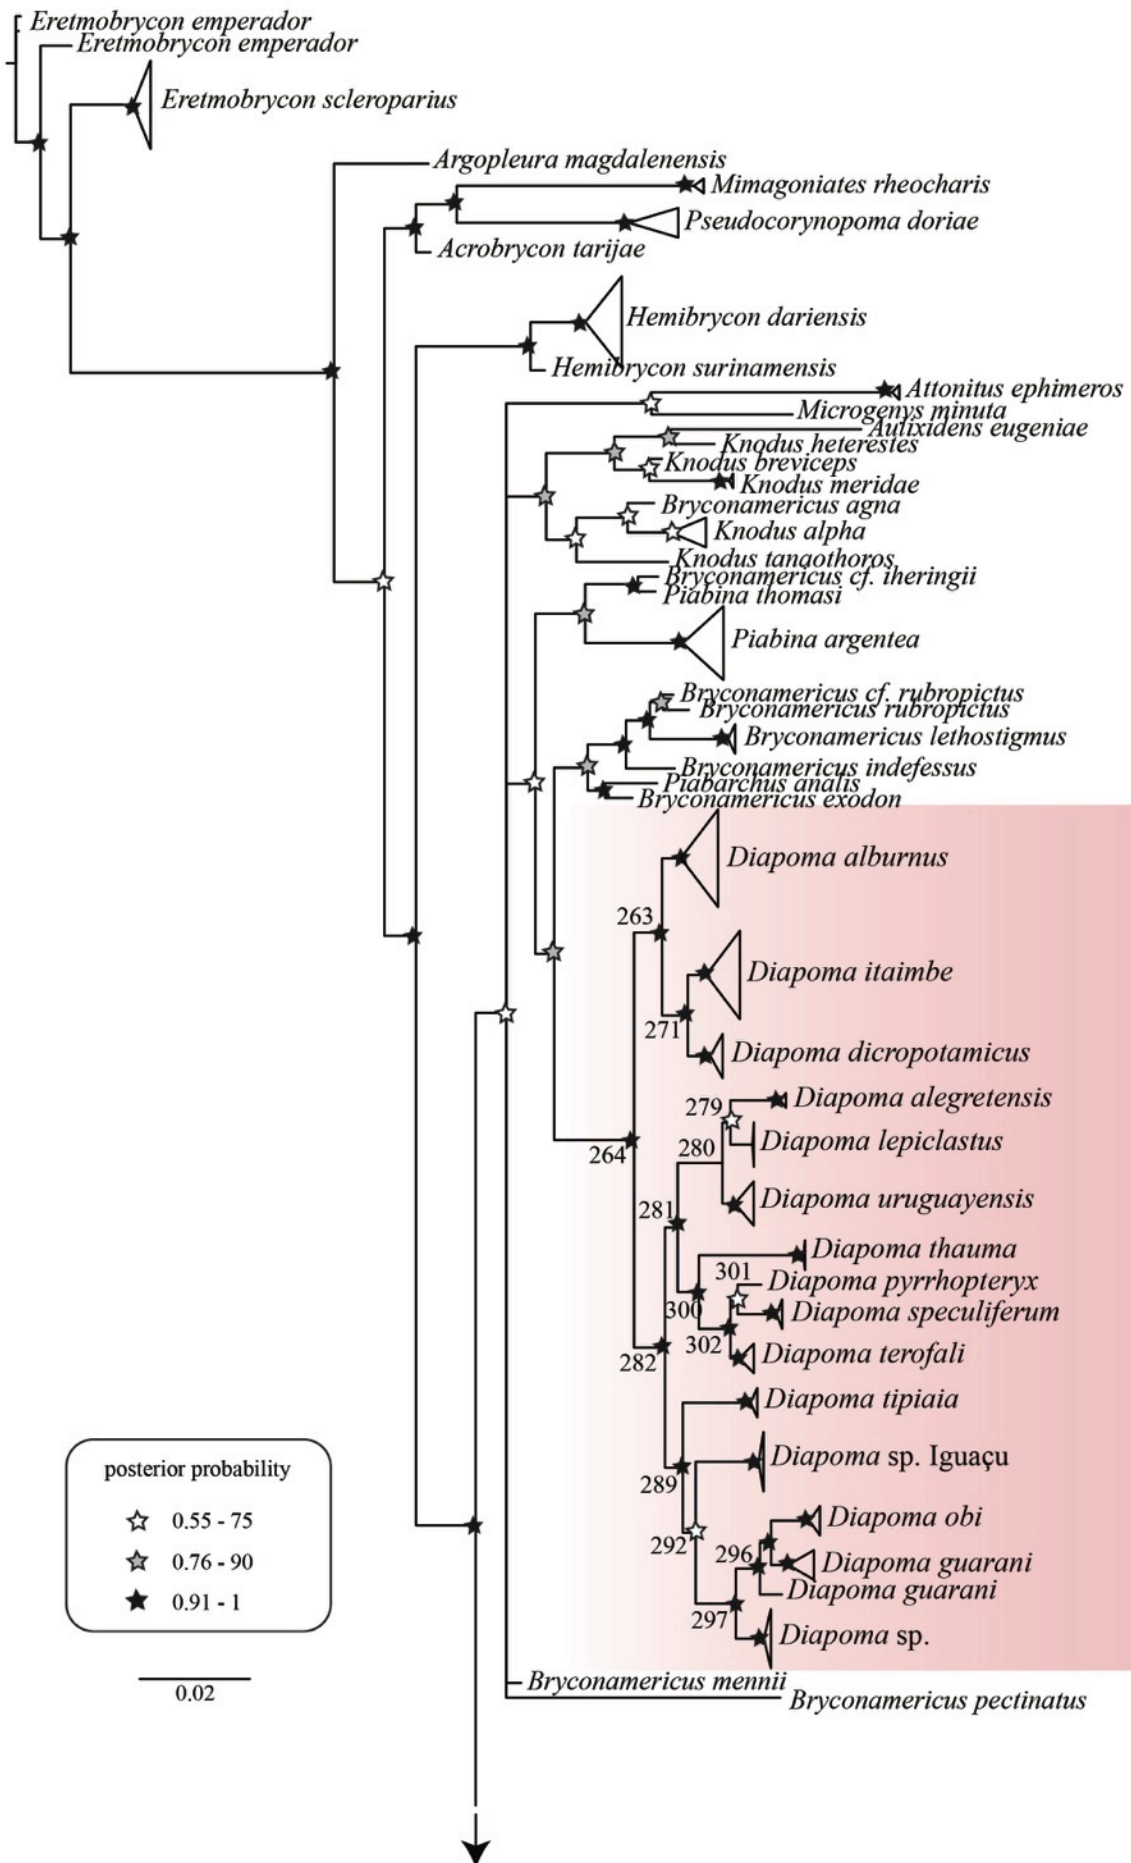 Eretmobrycon emperador
Eretmobrycon emperador
Eretmobrycon scleroparius
Argopleura magdalenensis
Mimagoniates rheocharis
Pseudocorynopoma doriae
Acrobrycon tarijae
Hemibrycon dariensis
Hemibrycon surinamensis
Attonitus ephimeros
Microgenys minuta
Aulixidens eugeniae
Knodus heterestes
Knodus breviceps
Knodus meridae
Bryconamericus agna
Knodus alpha
Knodus tanaothoros
Bryconamericus cf. iheringii
Piabina thomasi
Piabina argentea
Bryconamericus cf. rubropictus
Bryconamericus rubropictus
Bryconamericus lethostigmus
Bryconamericus indefessus
Piabarchus analis
Bryconamericus exodon
Diapoma alburnus
263
Diapoma itaimbe
271
Diapoma dicropotamicus
Diapoma alegretensis
279
Diapoma lepiclastus
280
264
Diapoma uruguayensis
281
Diapoma thauma
301
Diapoma pyrrhopteryx
300
Diapoma speculiferum
302
Diapoma terofali
282
Diapoma tipiaia
Diapoma sp. Iguaçu
289
Diapoma obi
292
296
Diapoma guarani
Diapoma guarani
297
Diapoma sp.
Bryconamericus mennii
Bryconamericus pectinatus
posterior probability
0.55 - 75
0.76 - 90
0.91 - 1
0.02